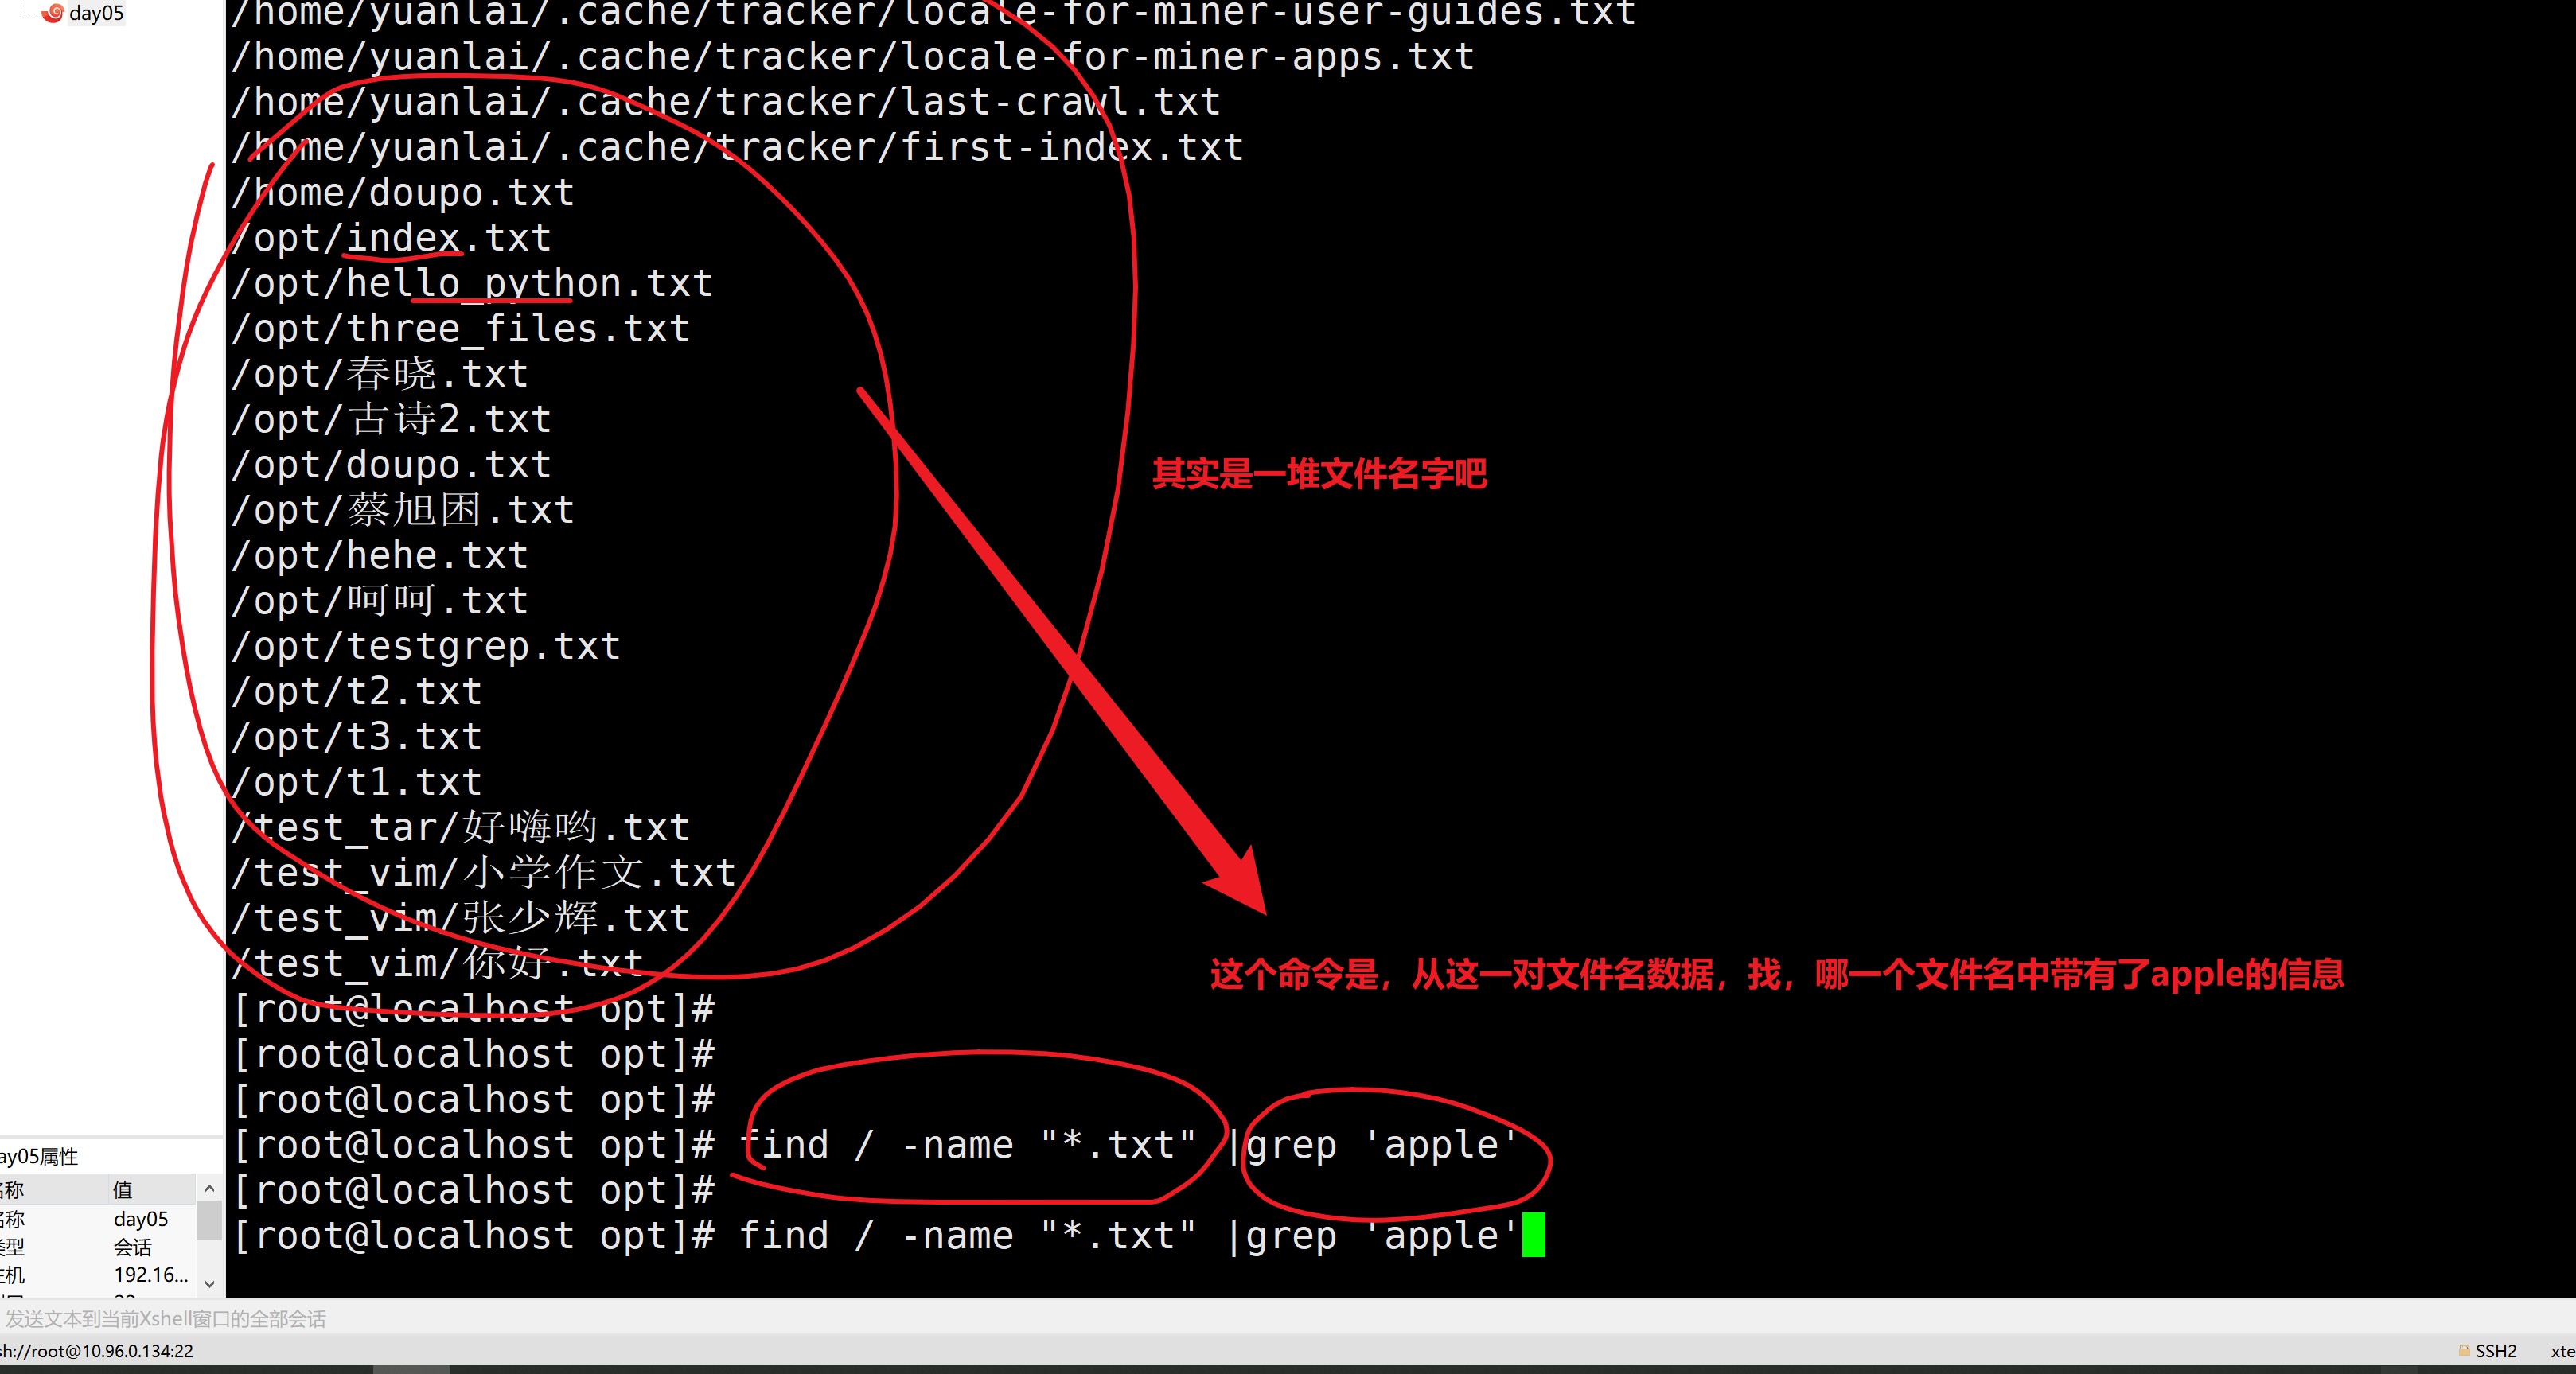 day05
/home/yuanlai/.cache/tracker/locale-for-miner-user-guides.txt
/home/yuanlai/.cache/tracker/locale-for-miner-apps.txt
/home/yuanlai/.cache/tracker/last-crawl.txt
/home/yuanlai/.cache/tracker/first-index.txt
/home/doupo.txt
/opt/index.txt
/opt/hello_python.txt
/opt/three_files.txt
/opt/春晓.txt
/opt/古诗2.txt
/opt/doupo.txt
其实是一堆文件名字吧
/opt/蔡旭困.txt
/opt/hehe.txt
/opt/呵呵.txt
/opt/testgrep.txt
/opt/t2.txt
/opt/t3.txt
/opt/t1.txt
/test_tar/好嗨哟.txt
/test_vim/小学作文.txt
/test_vim/张少辉.txt
/test_vim/你好.txt
这个命令是，从这一对文件名数据，找，哪一个文件名中带有了apple的信息
[root@localhost opt]#
[root@localhost opt]#
[root@localhost opt]#
[root@localhost opt]# find / -name "*.txt" |grep 'apple'
[root@localhost opt]#
[root@localhost opt]# find / -name "*.txt" |grep 'apple'
ay05属性
名称 值
名称 day05
类型 会话
主机 192.16...
发送文本到当前Xshell窗口的全部会话
sh://root@10.96.0.134:22
SSH2
xte